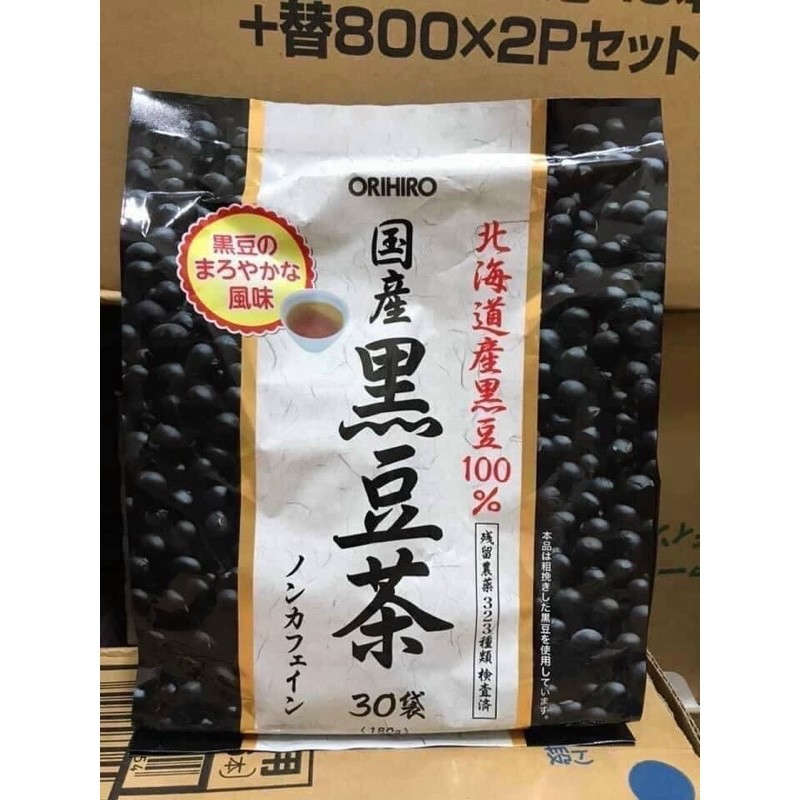 +替800×2Pセット
ORIHIRO
北海道産黒豆100%
国産
黒豆茶
黒豆の
まろやかな
風味
ノンカフェイン
残留農薬323種類検査済
本品は粗挽きした黒豆を使用しています。
30袋
(180g)
用
54